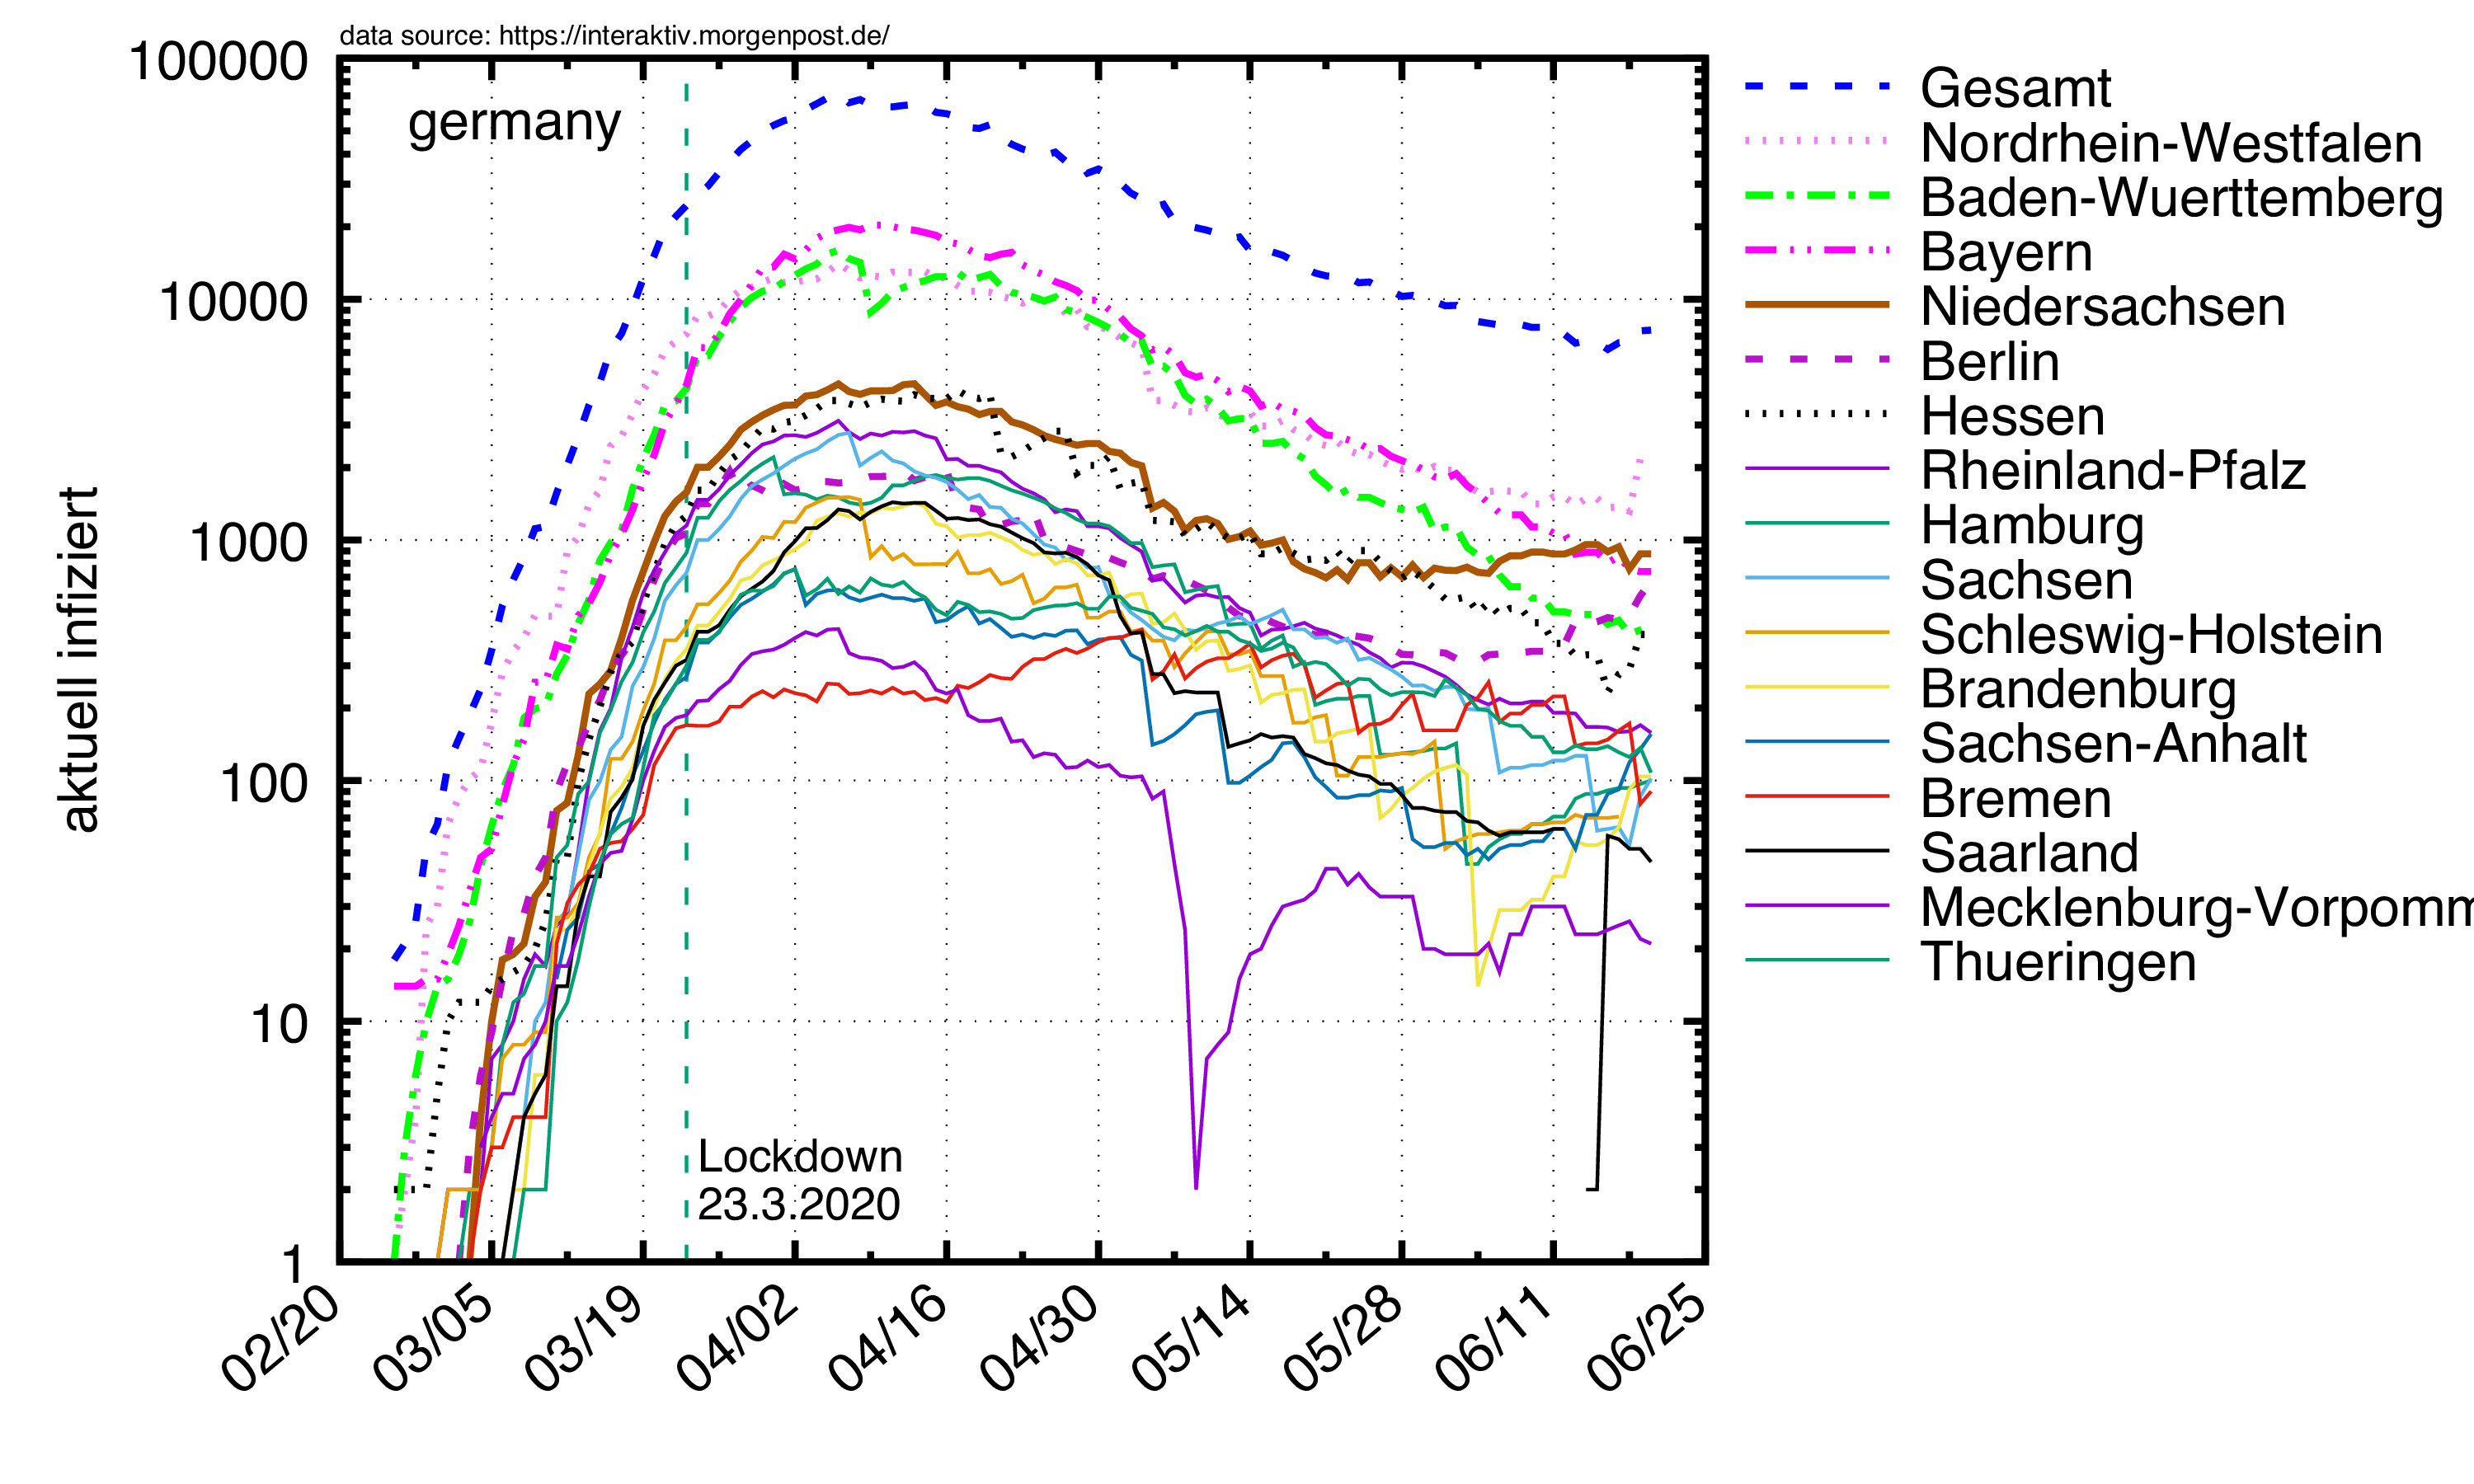 data source: https://interaktiv.morgenpost.de/
germany
aktuell infiziert
100000
10000
1000
100
10
1
02/20
03/05
03/19
04/02
04/16
04/30
05/14
05/28
06/11
06/25
Lockdown
23.3.2020
Gesamt
Nordrhein-Westfalen
Baden-Wuerttemberg
Bayern
Niedersachsen
Berlin
Hessen
Rheinland-Pfalz
Hamburg
Sachsen
Schleswig-Holstein
Brandenburg
Sachsen-Anhalt
Bremen
Saarland
Mecklenburg-Vorpomm
Thueringen